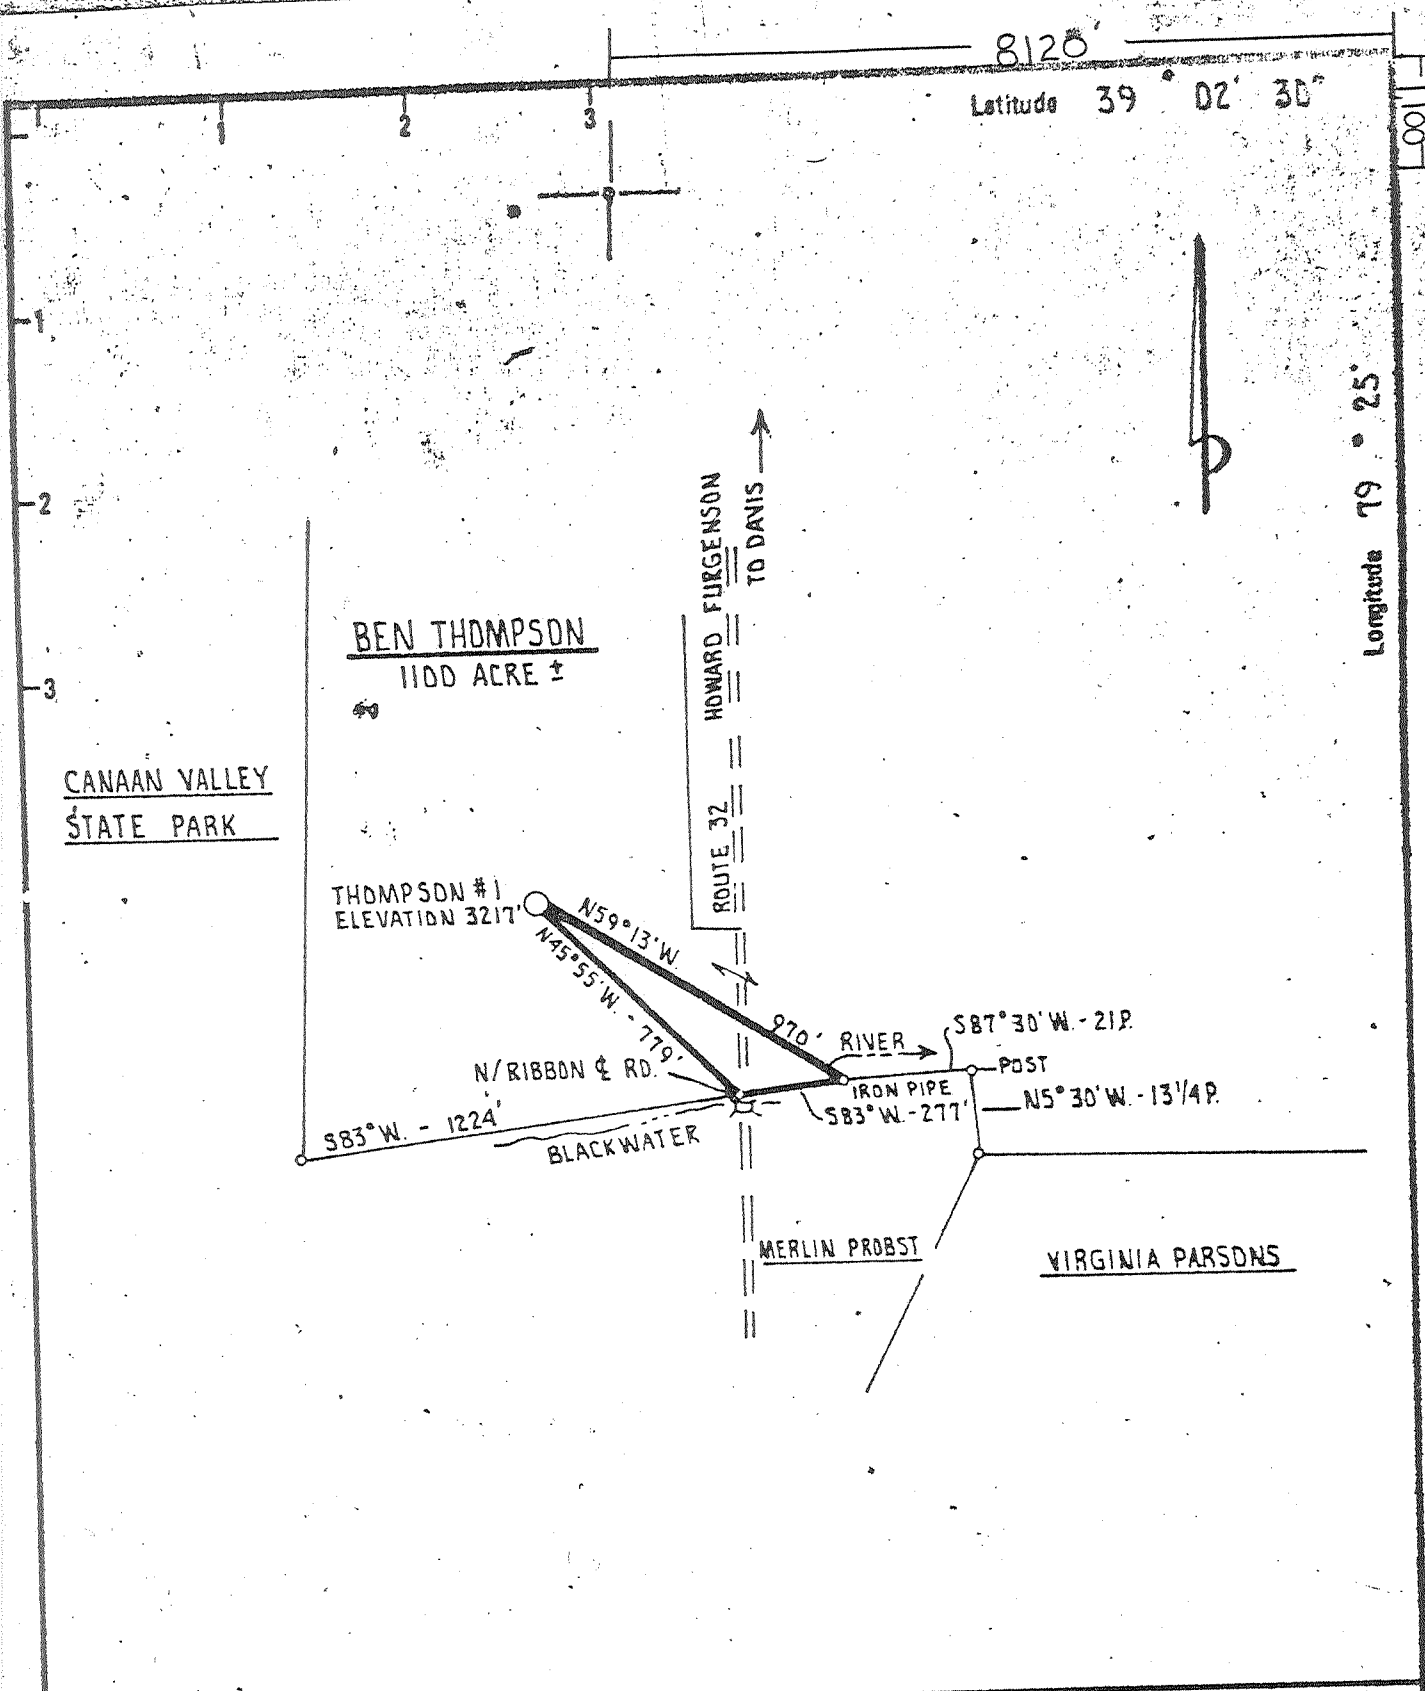 8120'
Latitude 39° 02' 30"
1100
1
2
3
1
2
3
Longitude 79° 25'
HOWARD FURGENSON
TO DAVIS
ROUTE 32
BEN THOMPSON
1100 ACRE ±
CANAAN VALLEY
STATE PARK
THOMPSON #1
ELEVATION 3217'
N59°13'W.
970'
N45°55'W. - 779'
RIVER
S87°30'W. - 21P.
POST
N/RIBBON ℄ RD.
IRON PIPE
N5°30'W. - 13 1/4 P.
S83°W. - 277'
S83°W. - 1224'
BLACKWATER
MERLIN PROBST
VIRGINIA PARSONS